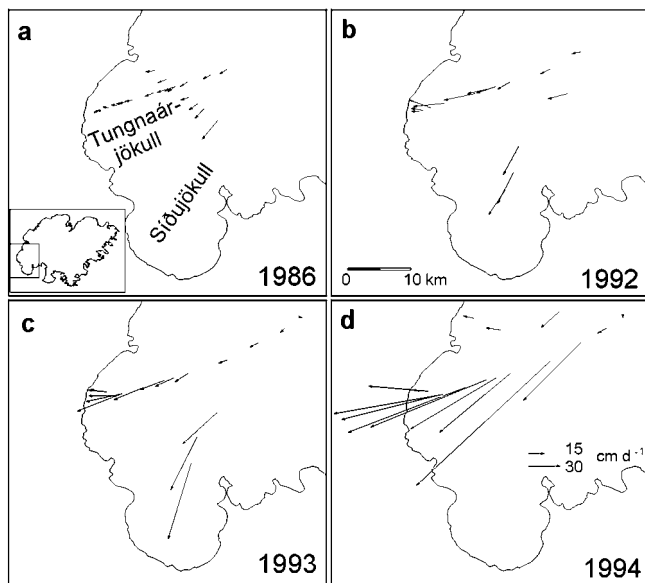 a
Tungnaár-
jökull
Síðujökull
1986
b
0 10 km
1992
c
1993
d
15
30 cm d⁻¹
1994